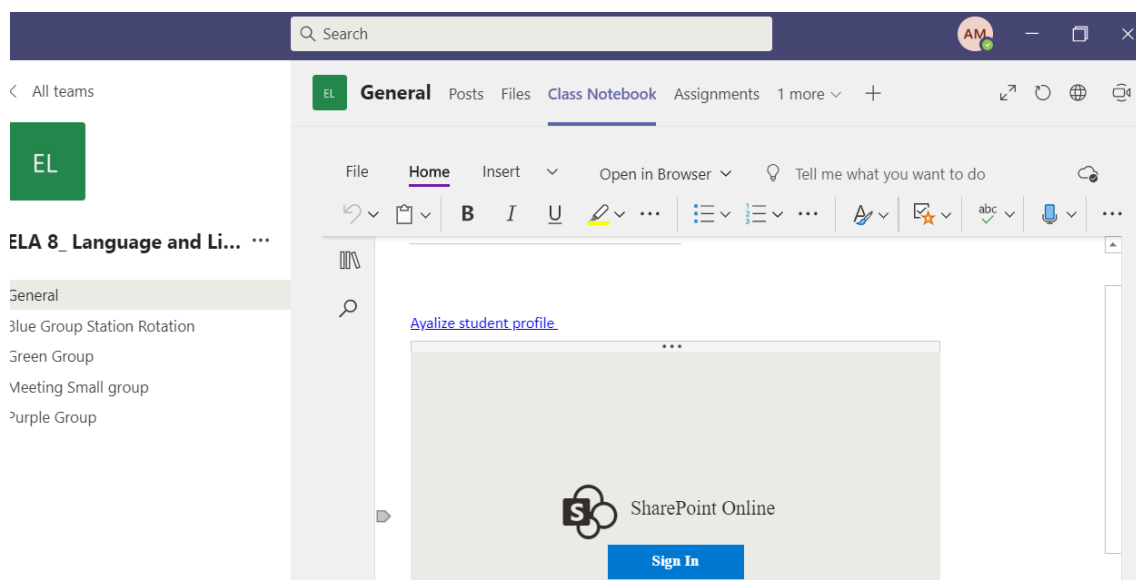 Search
AM
All teams
EL
General Posts Files Class Notebook Assignments 1 more
EL
File Home Insert Open in Browser Tell me what you want to do
B I U abc
ELA 8_ Language and Li... ...
General
Blue Group Station Rotation
Green Group
Meeting Small group
Purple Group
Ayalize student profile
S SharePoint Online
Sign In